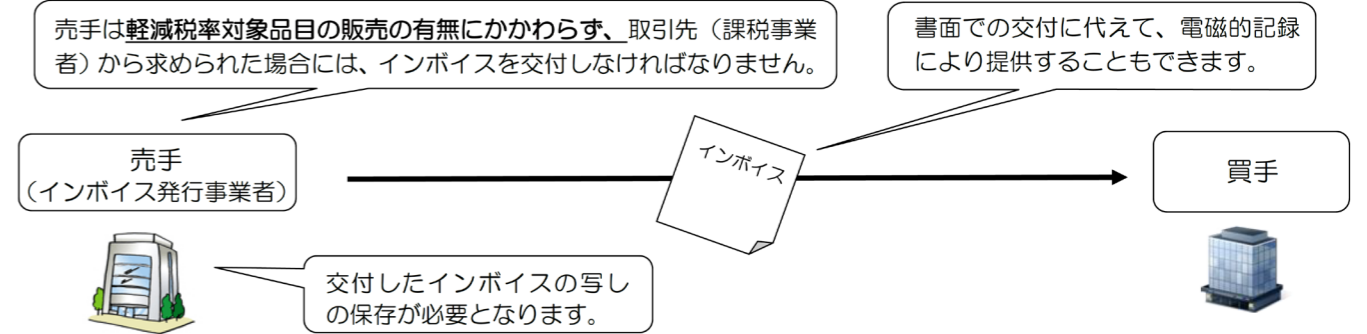 売手は軽減税率対象品目の販売の有無にかかわらず、取引先（課税事業
者）から求められた場合には、インボイスを交付しなければなりません。
書面での交付に代えて、電磁的記録
により提供することもできます。
売手
（インボイス発行事業者）
インボイス
買手
交付したインボイスの写し
の保存が必要となります。